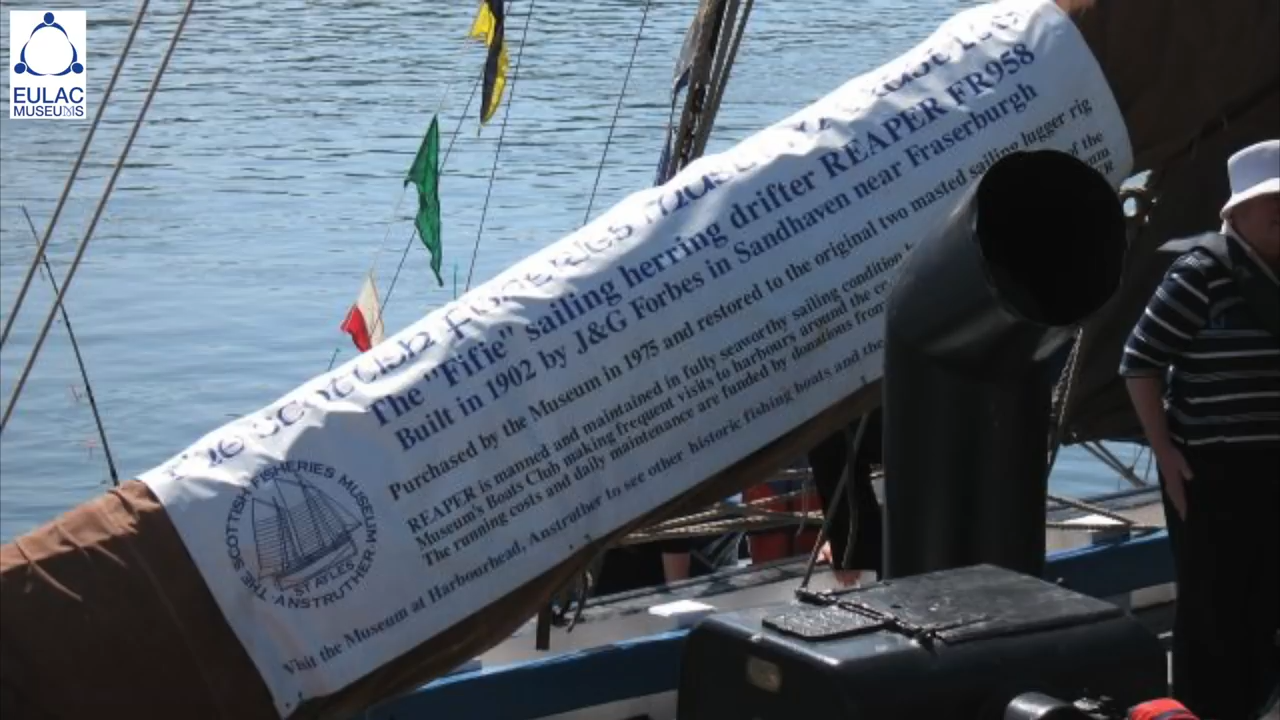 EULAC
MUSEUMS
The Scottish Fisheries Museum
The "Fifie" sailing herring drifter REAPER FR958
Built in 1902 by J&G Forbes in Sandhaven near Fraserburgh
Purchased by the Museum in 1975 and restored to the original two masted sailing lugger rig
REAPER is manned and maintained in fully seaworthy sailing condition of the
Museum's Boats Club making frequent visits to harbours around the
The running costs and daily maintenance are funded by donations from
Visit the Museum at Harbourhead, Anstruther to see other historic fishing boats and the
THE SCOTTISH FISHERIES MUSEUM
ST AYLES
ANSTRUTHER